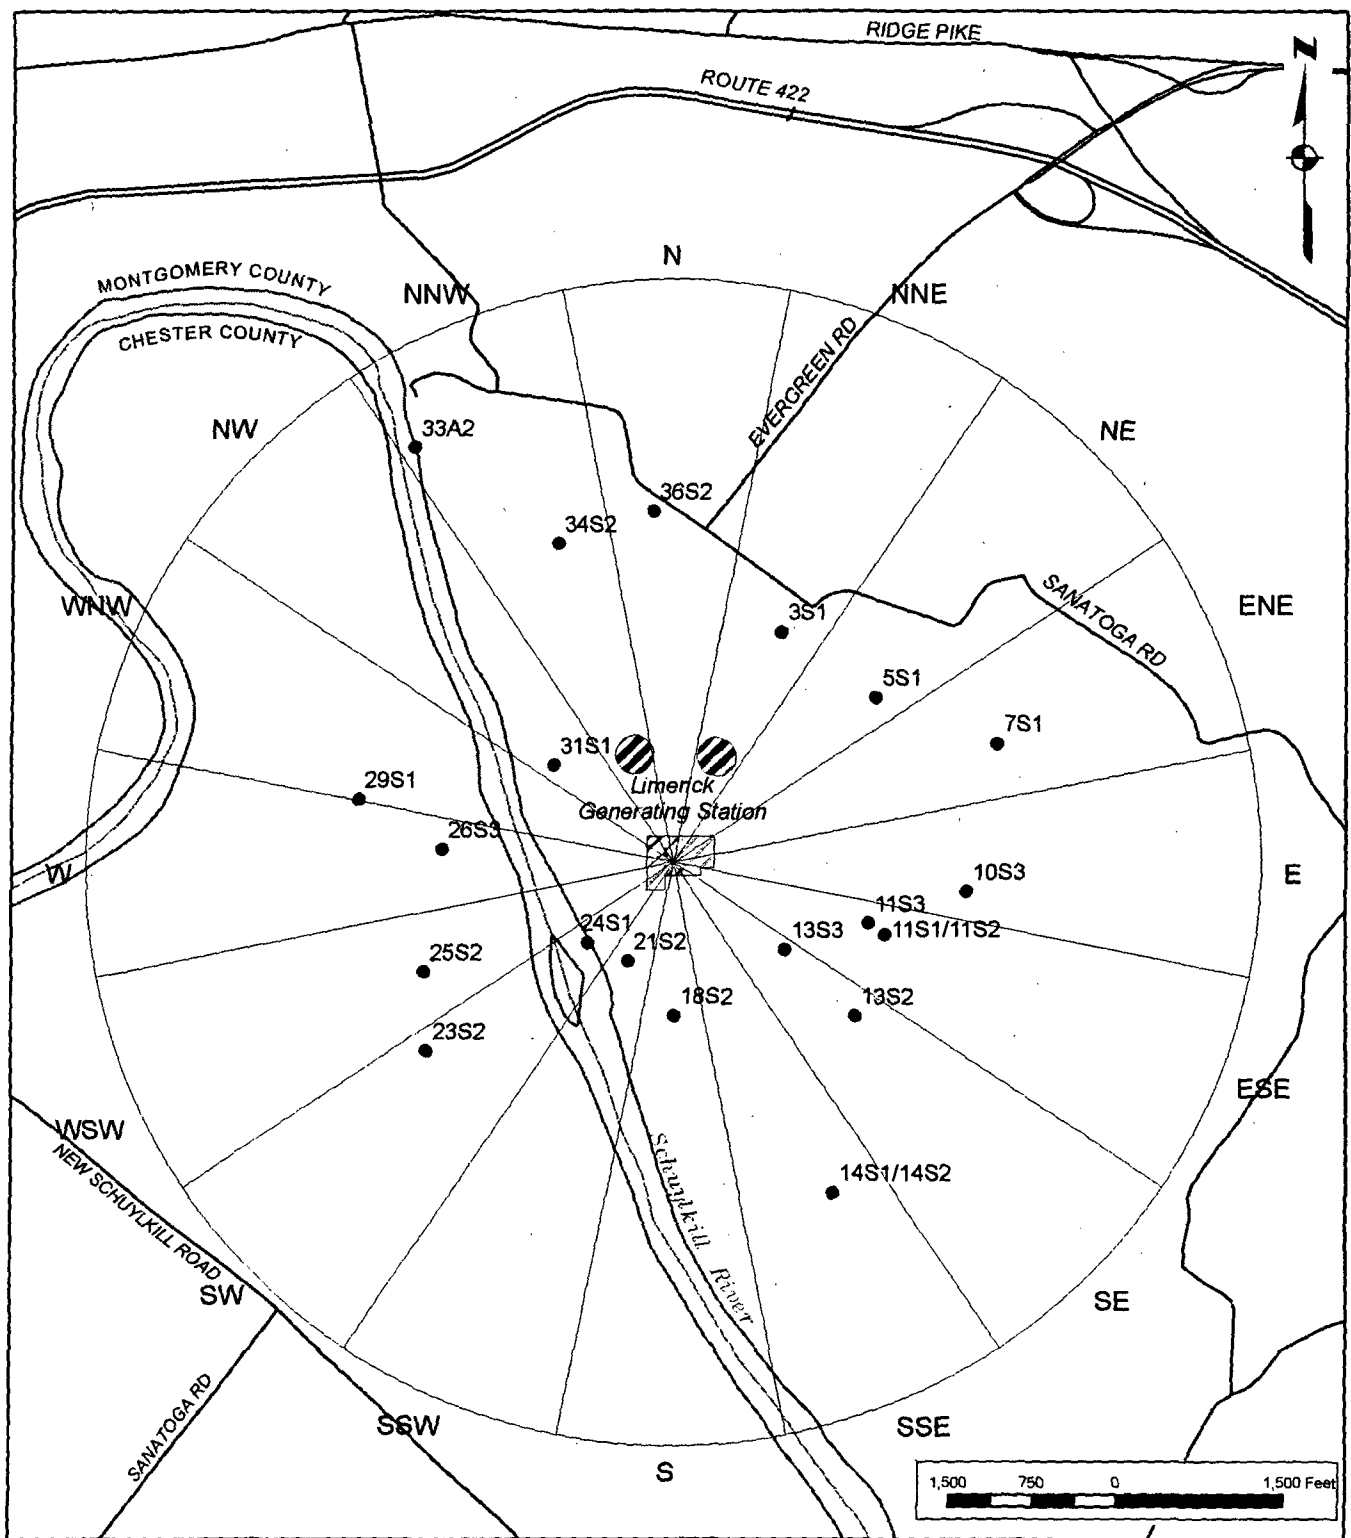 RIDGE PIKE
N
ROUTE 422
N
MONTGOMERY COUNTY
NNW
NNE
CHESTER COUNTY
EVERGREEN RD
NW
33A2
NE
36S2
34S2
SANATOGA RD
WNW
ENE
3S1
5S1
7S1
31S1
29S1
Limerick
Generating Station
26S3
W
E
10S3
11S3
24S1
21S2
13S3
11S1/11S2
25S2
18S2
13S2
23S2
ESE
WSW
NEW SCHUYLKILL ROAD
Schuylkill River
14S1/14S2
SW
SE
SANATOGA RD
SSW
SSE
S
1,500 750 0 1,500 Feet